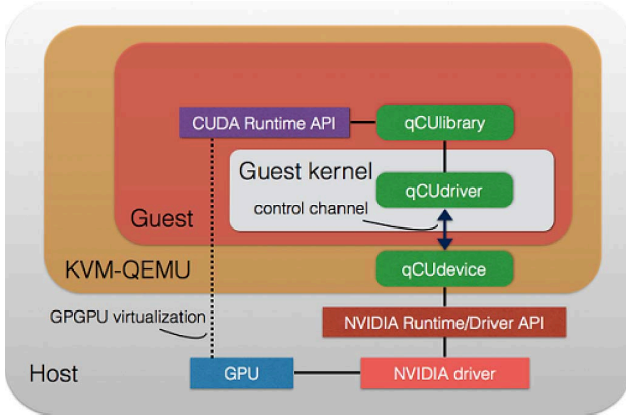 CUDA Runtime API
qCUlibrary
Guest kernel
qCUdriver
control channel
Guest
KVM-QEMU
qCUdevice
GPGPU virtualization
NVIDIA Runtime/Driver API
Host
GPU
NVIDIA driver